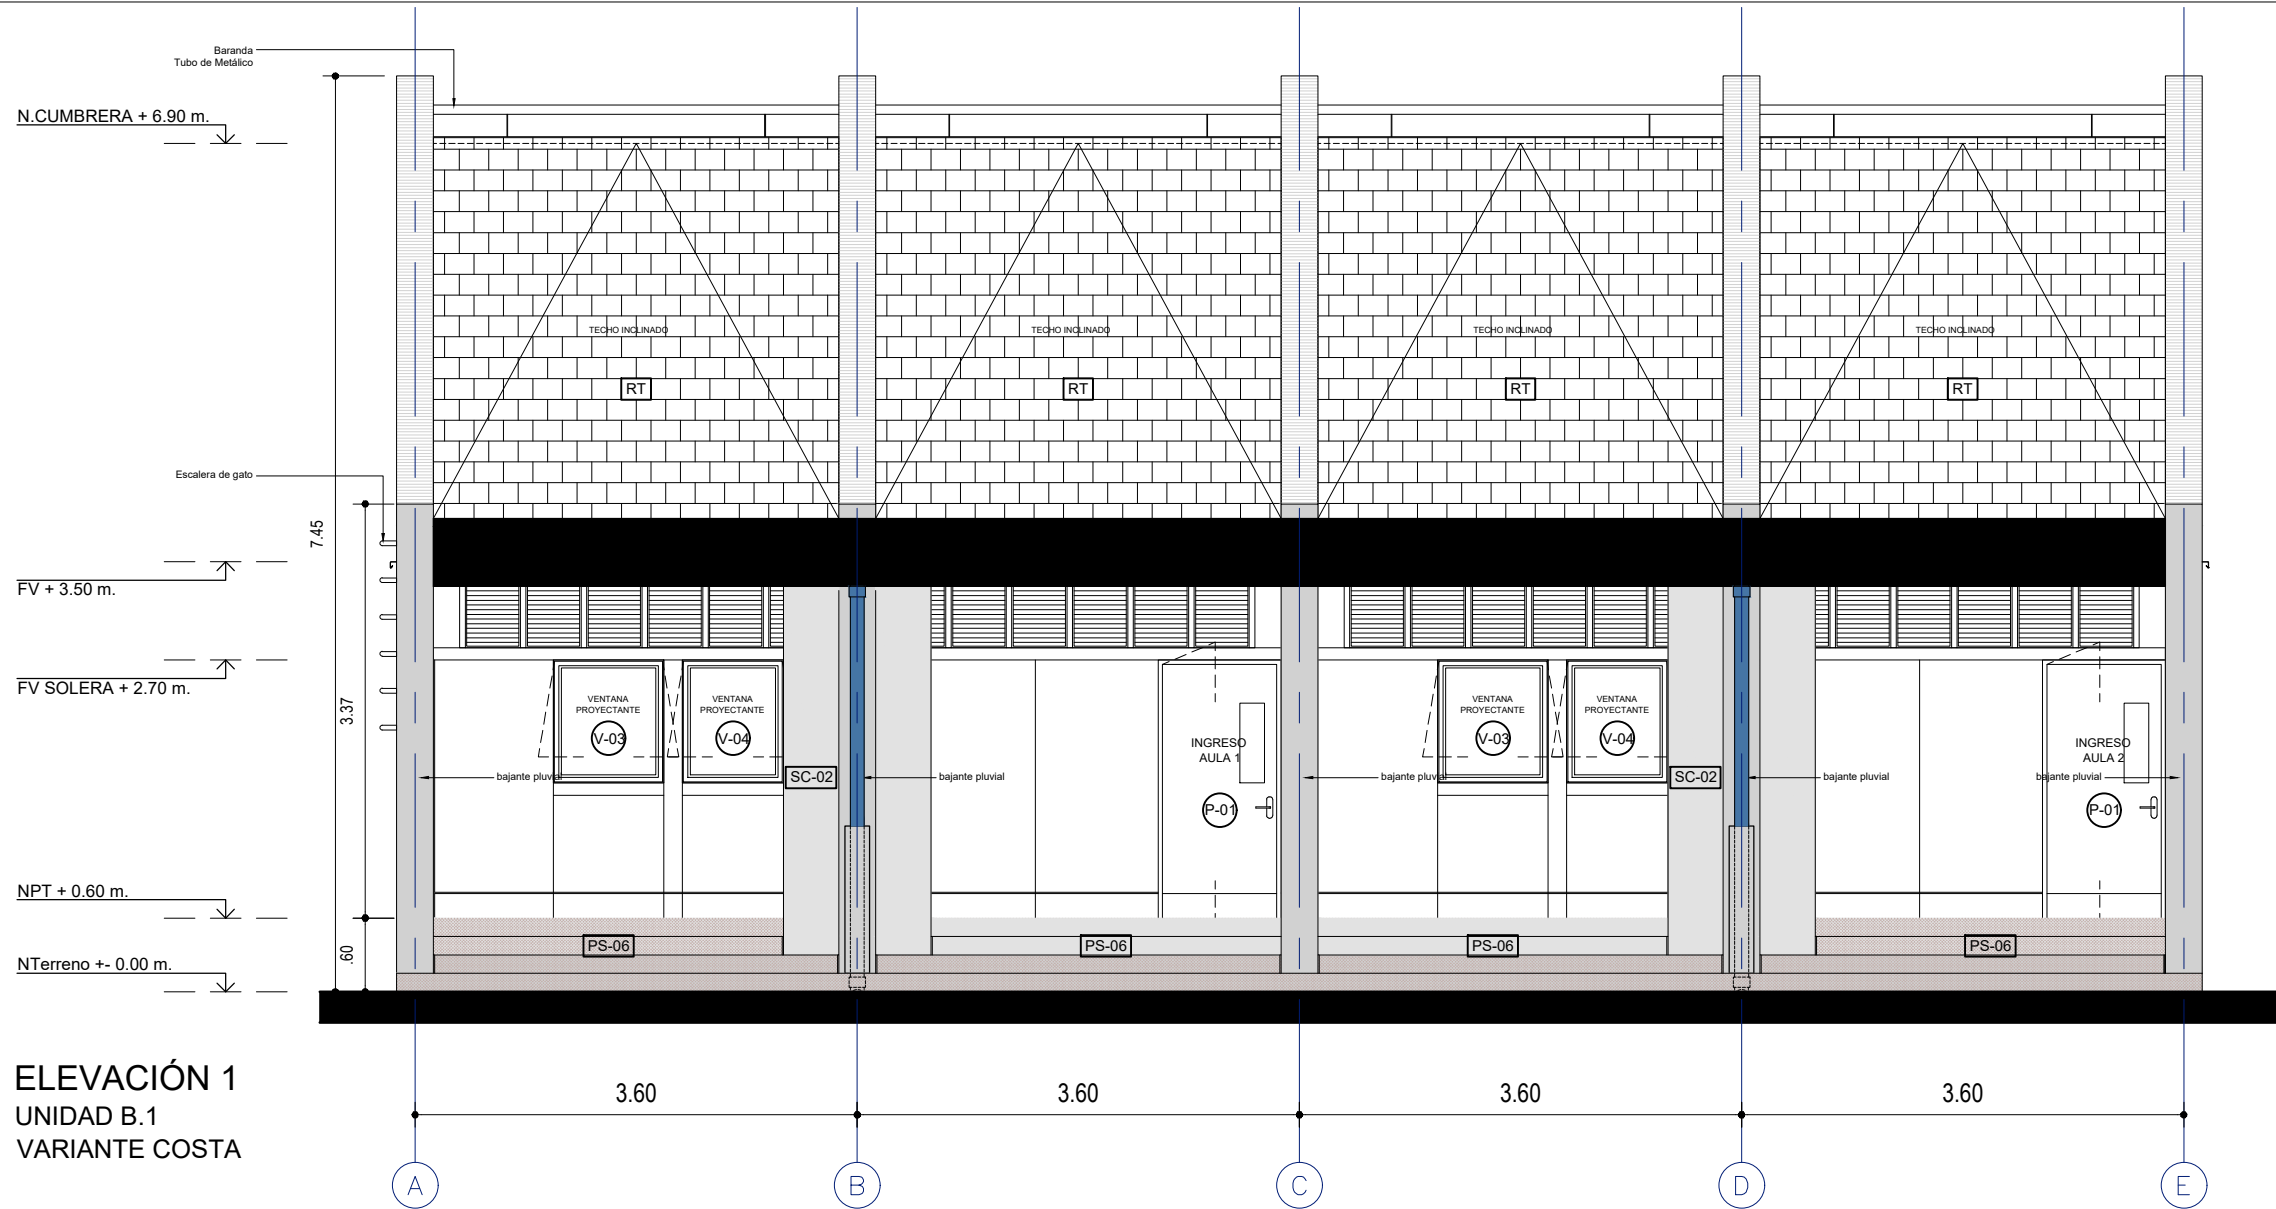 Baranda
Tubo de Metálico
N.CUMBRERA + 6.90 m.
TECHO INCLINADO
TECHO INCLINADO
TECHO INCLINADO
TECHO INCLINADO
RT
RT
RT
RT
Escalera de gato
7.45
FV + 3.50 m.
FV SOLERA + 2.70 m.
3.37
VENTANA
PROYECTANTE
V-03
VENTANA
PROYECTANTE
V-04
INGRESO
AULA 1
P-01
VENTANA
PROYECTANTE
V-03
VENTANA
PROYECTANTE
V-04
INGRESO
AULA 2
P-01
bajante pluvial
SC-02
bajante pluvial
bajante pluvial
SC-02
bajante pluvial
bajante pluvial
NPT + 0.60 m.
.60
PS-06
PS-06
PS-06
PS-06
NTerreno +- 0.00 m.
ELEVACIÓN 1
UNIDAD B.1
VARIANTE COSTA
3.60
3.60
3.60
3.60
A
B
C
D
E